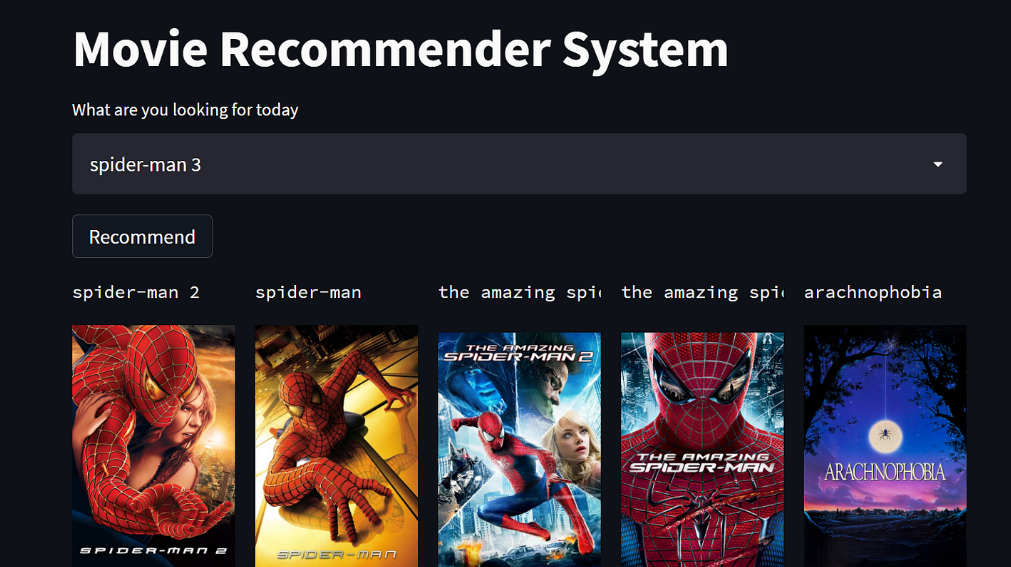 Movie Recommender System
What are you looking for today
spider-man 3
Recommend
spider-man 2
spider-man
the amazing spi
the amazing spi
arachnophobia
SPIDER-MAN 2
SPIDER-MAN
THE AMAZING
SPIDER-MAN 2
THE AMAZING
SPIDER-MAN
ARACHNOPHOBIA